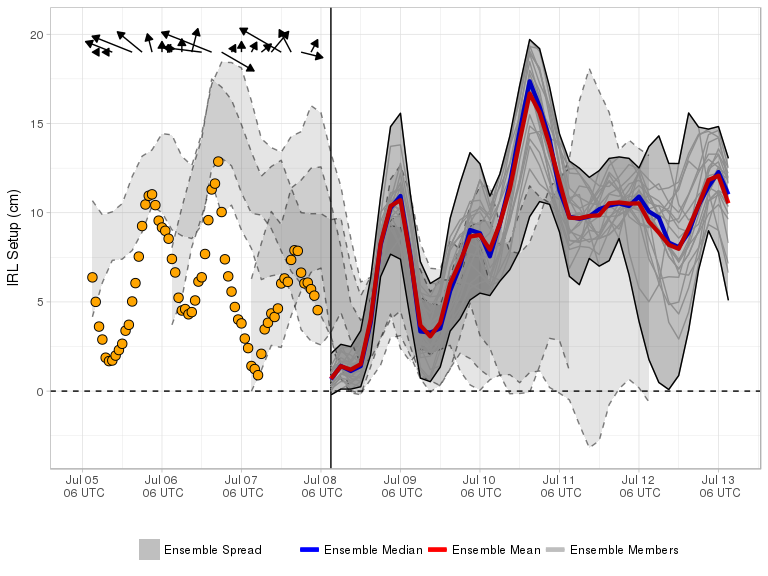 20
15
10
5
0
IRL Setup (cm)
Jul 05 Jul 06 Jul 07 Jul 08 Jul 09 Jul 10 Jul 11 Jul 12 Jul 13
06 UTC 06 UTC 06 UTC 06 UTC 06 UTC 06 UTC 06 UTC 06 UTC 06 UTC
Ensemble Spread Ensemble Median Ensemble Mean Ensemble Members